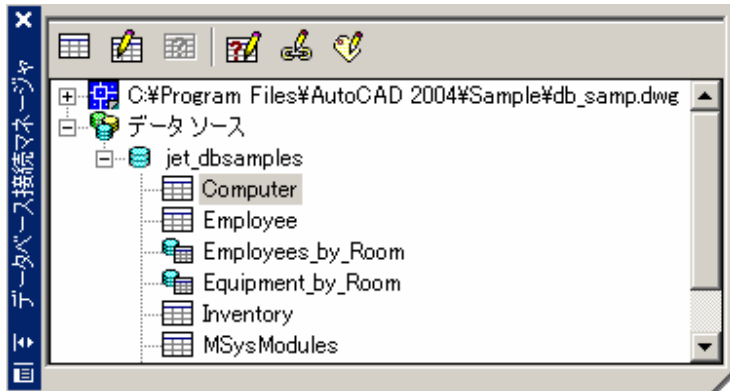 データベース接続マネージャ
C:¥Program Files¥AutoCAD 2004¥Sample¥db_samp.dwg
データ ソース
jet_dbsamples
Computer
Employee
Employees_by_Room
Equipment_by_Room
Inventory
MSysModules